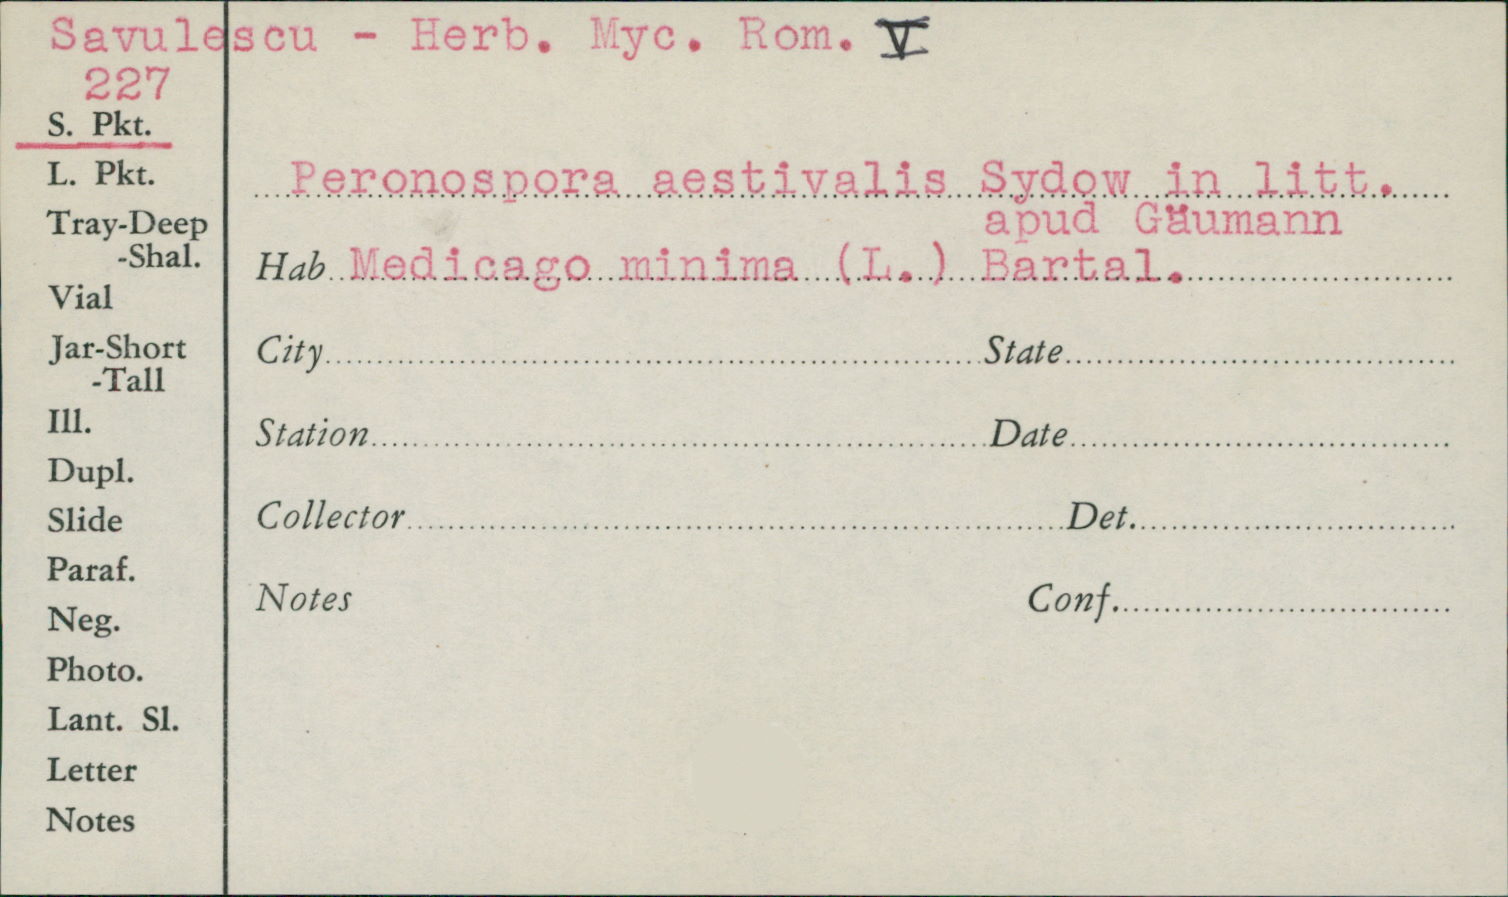 Savulescu - Herb. Myc. Rom. V
227
S. Pkt.
L. Pkt.
Tray-Deep
-Shal.
Vial
Jar-Short
-Tall
Ill.
Dupl.
Slide
Paraf.
Neg.
Photo.
Lant. Sl.
Letter
Notes
Peronospora aestivalis Sydow in litt.
apud Gäumann
Hab Medicago minima (L.) Bartal.
City State
Station Date
Collector Det.
Notes Conf.